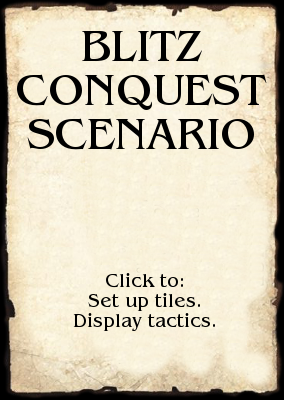 BLITZ
CONQUEST
SCENARIO
Click to:
Set up tiles.
Display tactics.